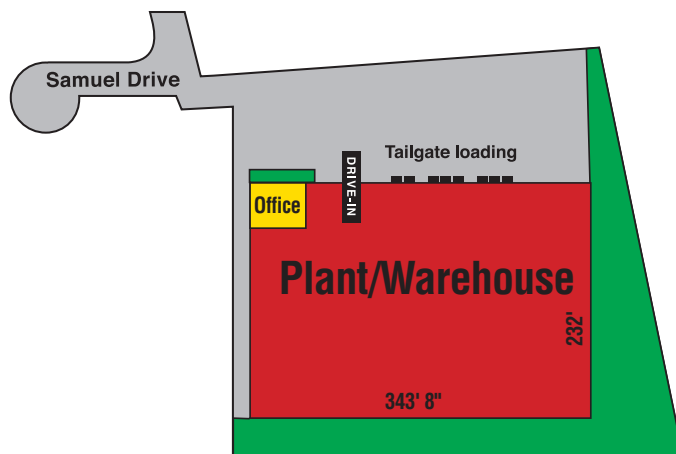 Samuel Drive
Tailgate loading
DRIVE-IN
Office
Plant/Warehouse
232'
343' 8"